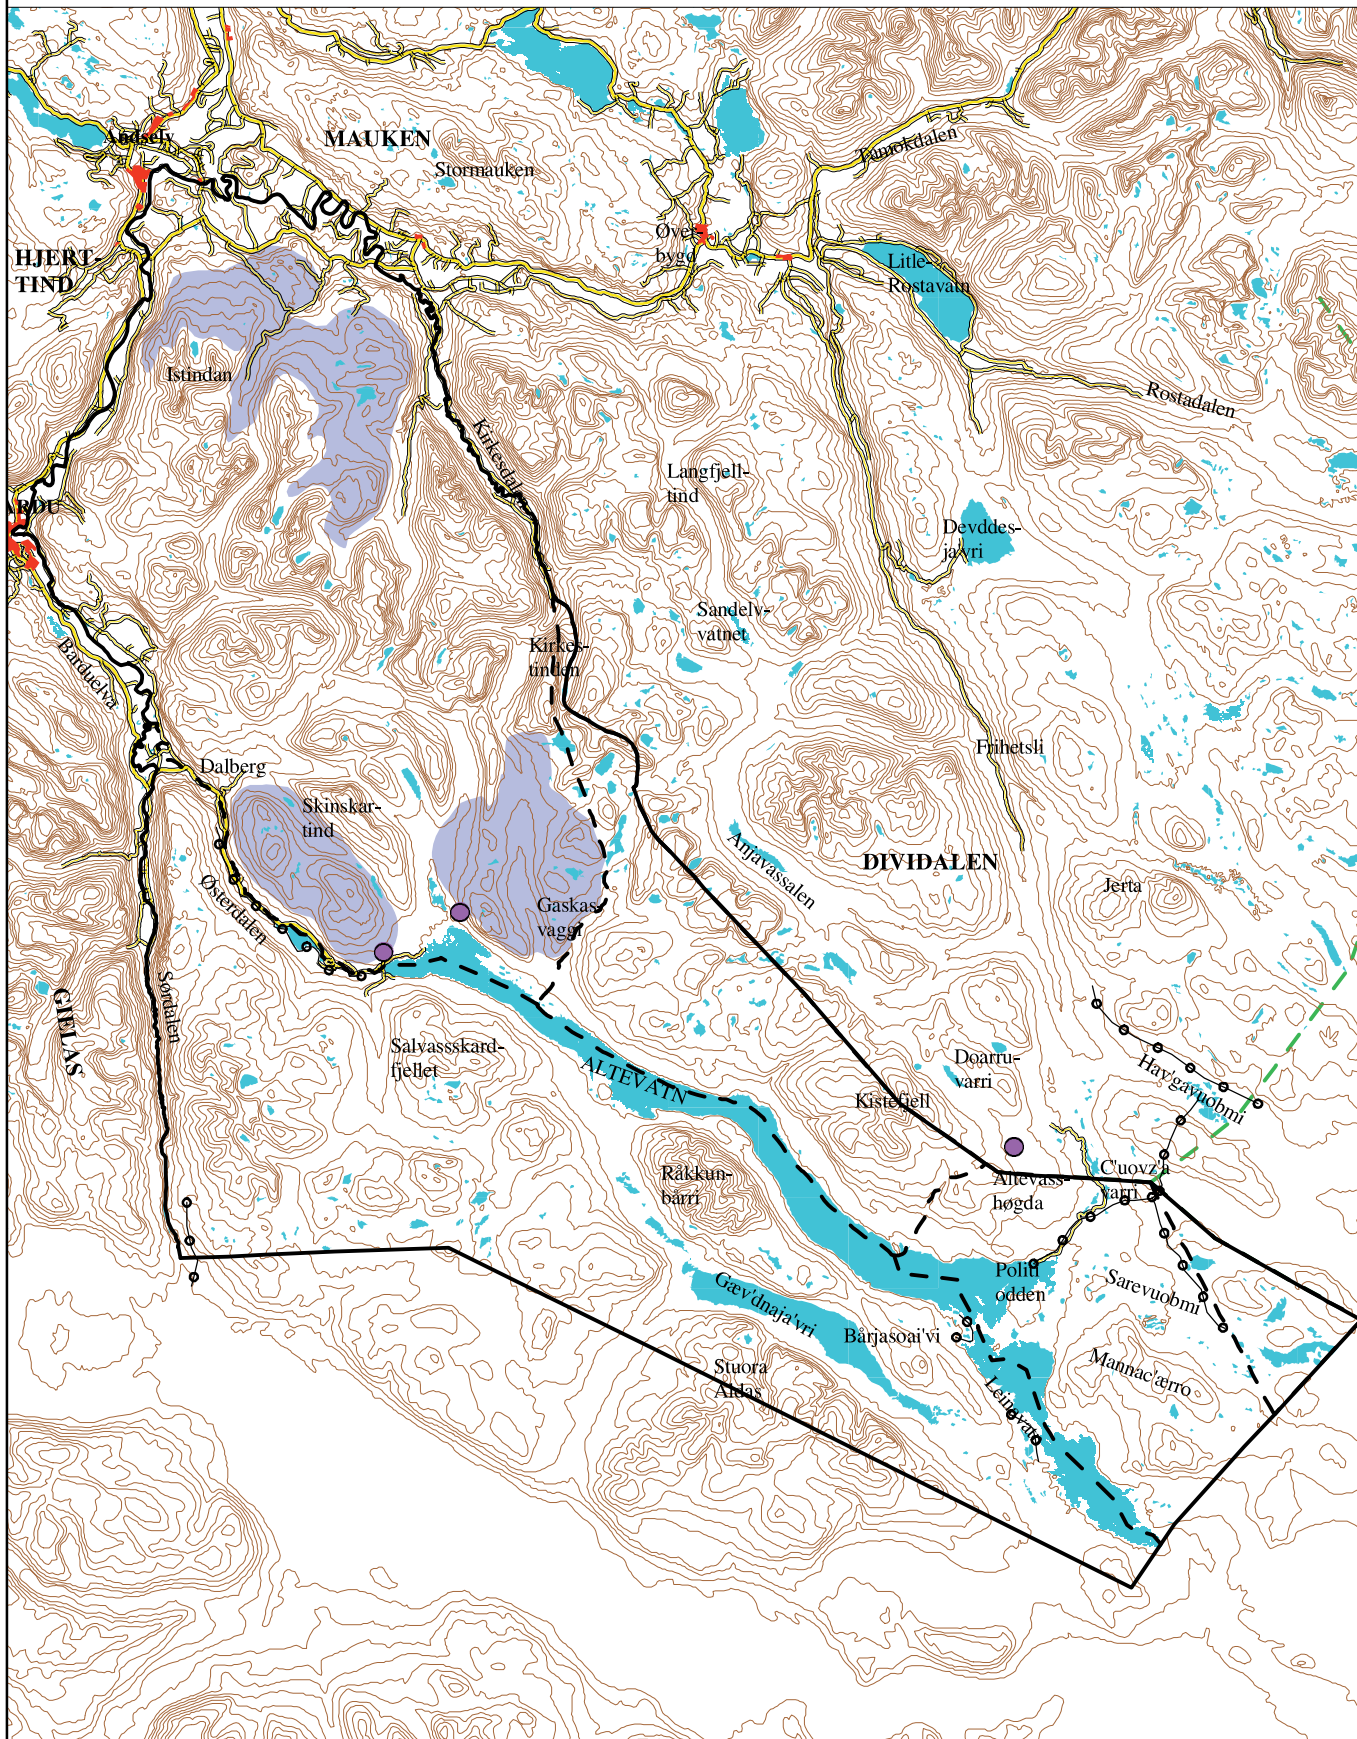 Andselv
MAUKEN
Stormauken
Tamokdalen
Øver-
bygd
HJERT-
TIND
Litle-
Rostavatn
Istindan
Rostadalen
Kirkesdalen
Langfjell-
tind
ARDU
Devddes-
ja'vri
Sandelv-
vatnet
Kirkes-
tinden
Barduelva
Frihetsli
Dalberg
Skinskar-
tind
Anjavassalen
DIVIDALEN
Jerta
Østerdalen
Gaskas-
vaggi
GIELAS
Sørdalen
Salvassskard-
fjellet
ALTEVATN
Doarru-
varri
Hav'gavuobmi
Kistefjell
Råkkun-
bårri
Altevass-
høgda
C'uovz'a
varri
Politi
odden
Sarevuobmi
Gæv'dnaja'vri
Bårjasoai'vi
Mannac'ærro
Stuora
Aldas
Leinavatn